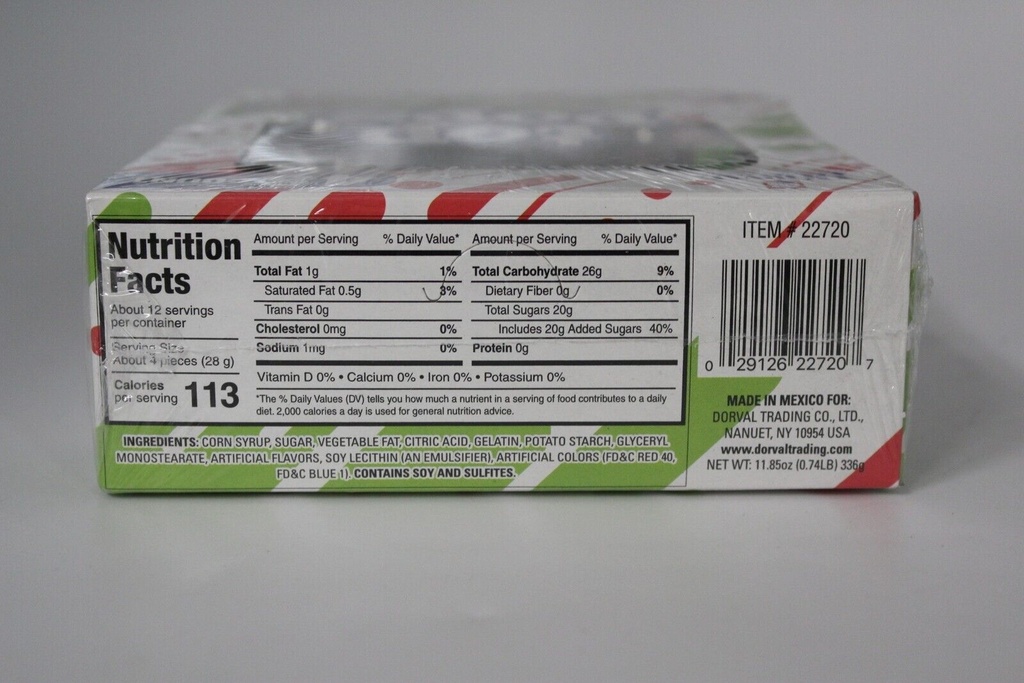 Nutrition
Facts
About 12 servings
per container
Serving Size
About 4 pieces (28 g)
Calories
per serving 113
Amount per Serving % Daily Value*
Total Fat 1g 1%
Saturated Fat 0.5g 3%
Trans Fat 0g
Cholesterol 0mg 0%
Sodium 1mg 0%
Amount per Serving % Daily Value*
Total Carbohydrate 26g 9%
Dietary Fiber 0g 0%
Total Sugars 20g
Includes 20g Added Sugars 40%
Protein 0g
Vitamin D 0% • Calcium 0% • Iron 0% • Potassium 0%
*The % Daily Values (DV) tells you how much a nutrient in a serving of food contributes to a daily
diet. 2,000 calories a day is used for general nutrition advice.
INGREDIENTS: CORN SYRUP, SUGAR, VEGETABLE FAT, CITRIC ACID, GELATIN, POTATO STARCH, GLYCERYL
MONOSTEARATE, ARTIFICIAL FLAVORS, SOY LECITHIN (AN EMULSIFIER), ARTIFICIAL COLORS (FD&C RED 40,
FD&C BLUE 1). CONTAINS SOY AND SULFITES.
ITEM # 22720
0 29126 22720 7
MADE IN MEXICO FOR:
DORVAL TRADING CO., LTD.,
NANUET, NY 10954 USA
www.dorvaltrading.com
NET WT: 11.85oz (0.74LB) 336g